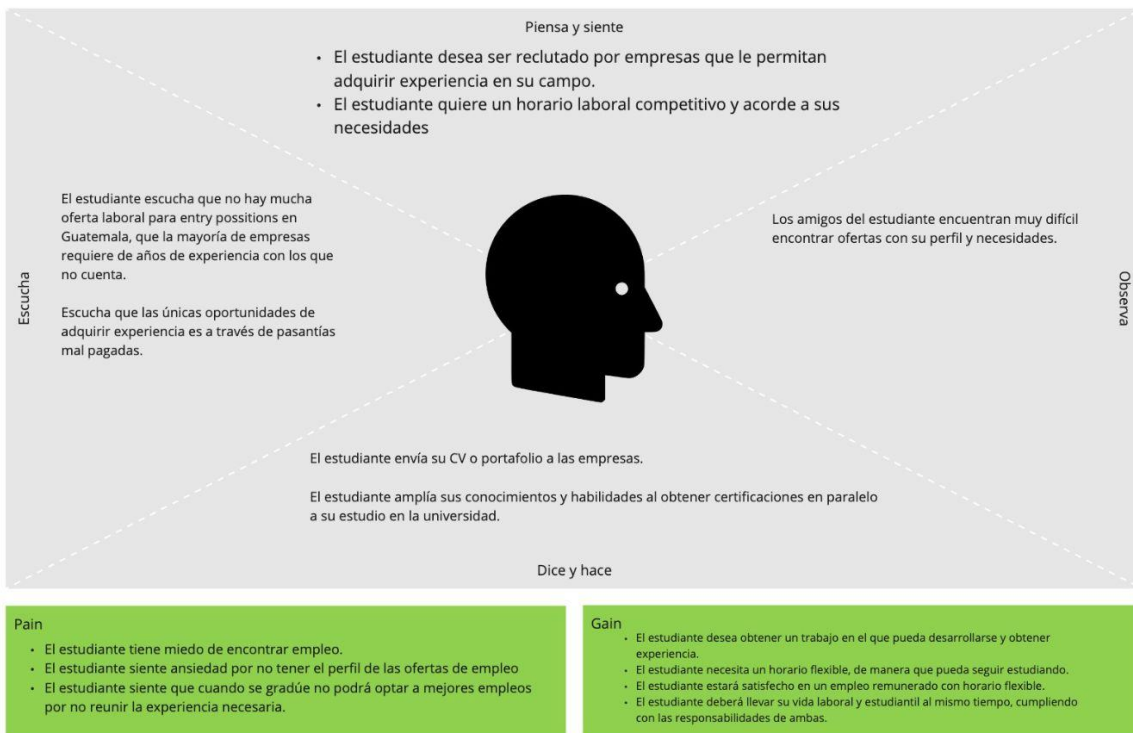 Piensa y siente
• El estudiante desea ser reclutado por empresas que le permitan
adquirir experiencia en su campo.
• El estudiante quiere un horario laboral competitivo y acorde a sus
necesidades
Escucha
El estudiante escucha que no hay mucha
oferta laboral para entry possitions en
Guatemala, que la mayoría de empresas
requiere de años de experiencia con los que
no cuenta.
Escucha que las únicas oportunidades de
adquirir experiencia es a través de pasantías
mal pagadas.
Los amigos del estudiante encuentran muy difícil
encontrar ofertas con su perfil y necesidades.
Observa
El estudiante envía su CV o portafolio a las empresas.
El estudiante amplía sus conocimientos y habilidades al obtener certificaciones en paralelo
a su estudio en la universidad.
Dice y hace
Pain
• El estudiante tiene miedo de encontrar empleo.
• El estudiante siente ansiedad por no tener el perfil de las ofertas de empleo
• El estudiante siente que cuando se gradúe no podrá optar a mejores empleos
por no reunir la experiencia necesaria.
Gain
• El estudiante desea obtener un trabajo en el que pueda desarrollarse y obtener
experiencia.
• El estudiante necesita un horario flexible, de manera que pueda seguir estudiando.
• El estudiante estará satisfecho en un empleo remunerado con horario flexible.
• El estudiante deberá llevar su vida laboral y estudiantil al mismo tiempo, cumpliendo
con las responsabilidades de ambas.